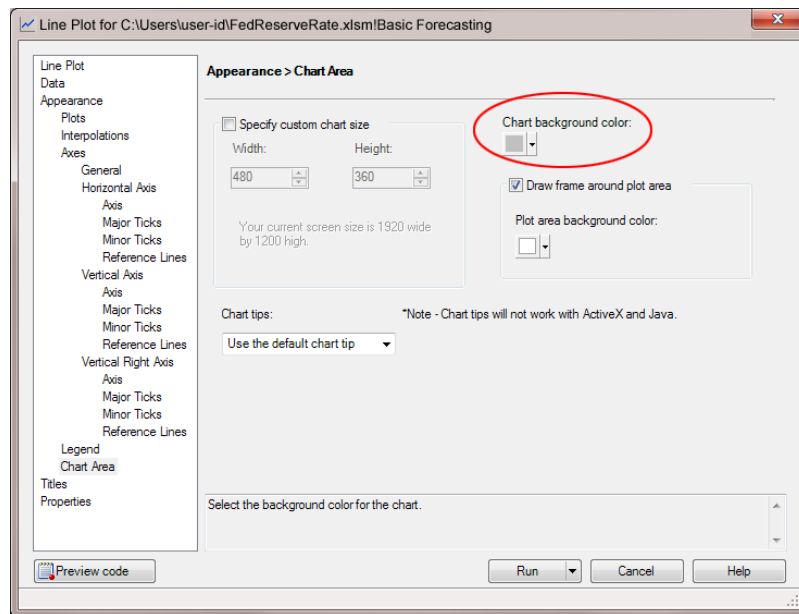 Line Plot for C:\Users\user-id\FedReserveRate.xlsm!Basic Forecasting
Line Plot
Data
Appearance
Plots
Interpolations
Axes
General
Horizontal Axis
Axis
Major Ticks
Minor Ticks
Reference Lines
Vertical Axis
Axis
Major Ticks
Minor Ticks
Reference Lines
Vertical Right Axis
Axis
Major Ticks
Minor Ticks
Reference Lines
Legend
Chart Area
Titles
Properties
Appearance > Chart Area
Specify custom chart size
Width: Height:
480 360
Your current screen size is 1920 wide
by 1200 high.
Chart background color:
Draw frame around plot area
Plot area background color:
Chart tips: *Note - Chart tips will not work with ActiveX and Java.
Use the default chart tip
Select the background color for the chart.
Preview code Run Cancel Help